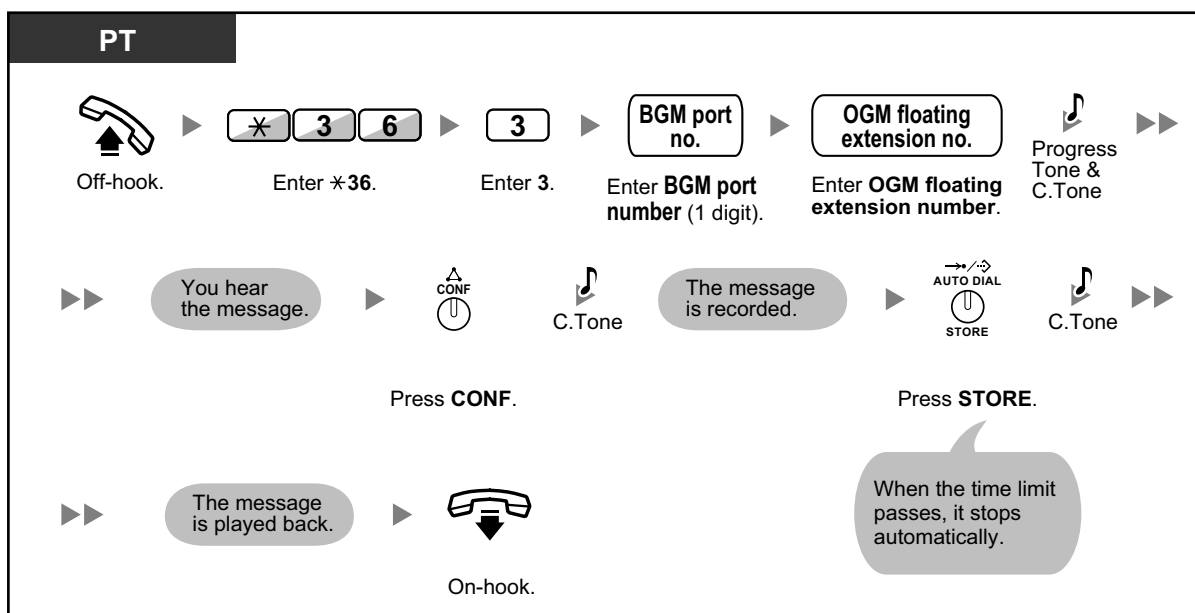 PT
✳ 3 6
3
BGM port
no.
OGM floating
extension no.
Off-hook.
Enter ✳36.
Enter 3.
Enter BGM port
number (1 digit).
Enter OGM floating
extension number.
Progress
Tone &
C.Tone
You hear
the message.
CONF
C.Tone
The message
is recorded.
AUTO DIAL
STORE
C.Tone
Press CONF.
Press STORE.
When the time limit
passes, it stops
automatically.
The message
is played back.
On-hook.